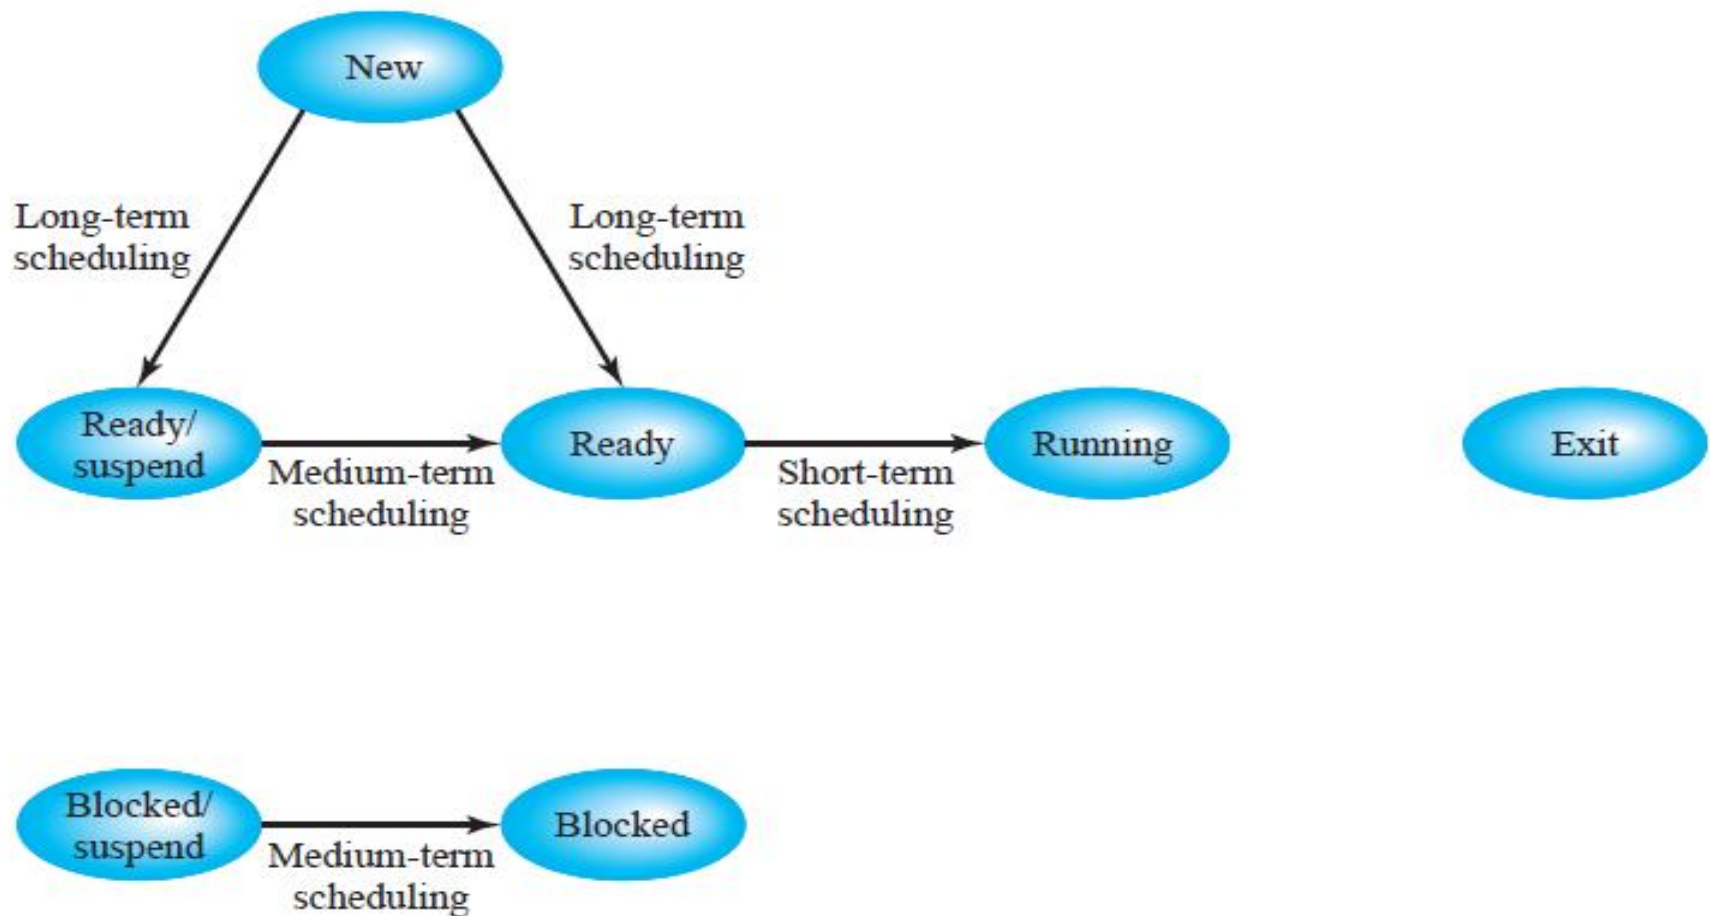 New
Long-term
scheduling
Long-term
scheduling
Ready/
suspend
Medium-term
scheduling
Ready
Short-term
scheduling
Running
Exit
Blocked/
suspend
Medium-term
scheduling
Blocked